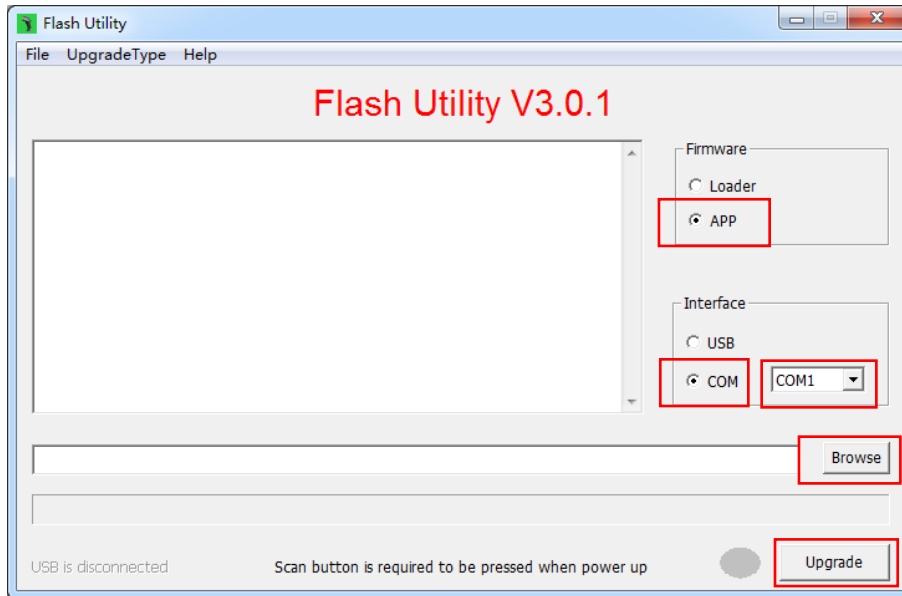 Flash Utility
File UpgradeType Help
Flash Utility V3.0.1
Firmware
Loader
APP
Interface
USB
COM COM1
Browse
USB is disconnected Scan button is required to be pressed when power up Upgrade